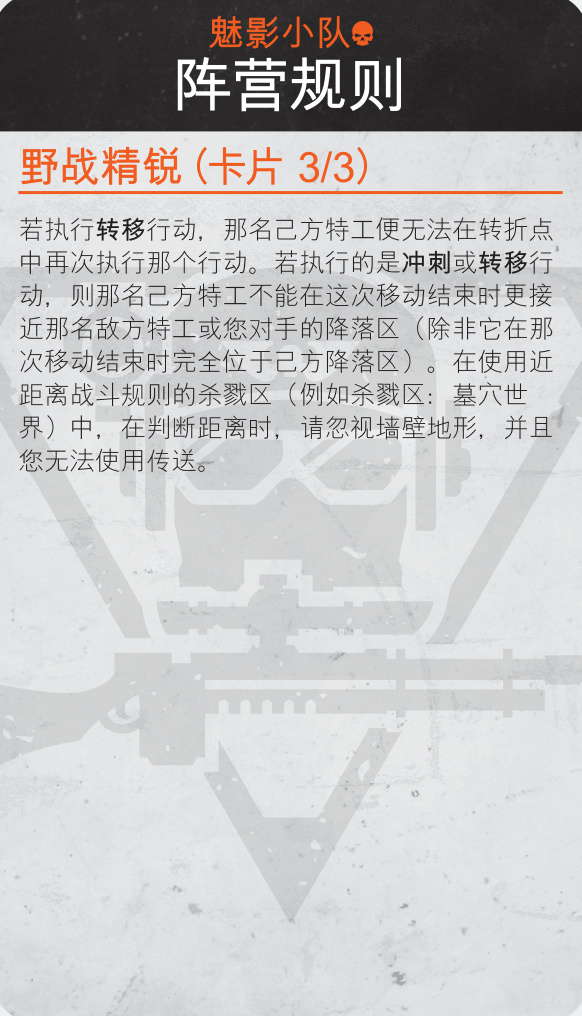 魅影小队
阵营规则
野战精锐 (卡片 3/3)
若执行转移行动，那名己方特工便无法在转折点
中再次执行那个行动。若执行的是冲刺或转移行
动，则那名己方特工不能在这次移动结束时更接
近那名敌方特工或您对手的降落区（除非它在那
次移动结束时完全位于己方降落区）。在使用近
距离战斗规则的杀戮区（例如杀戮区：墓穴世
界）中，在判断距离时，请忽视墙壁地形，并且
您无法使用传送。